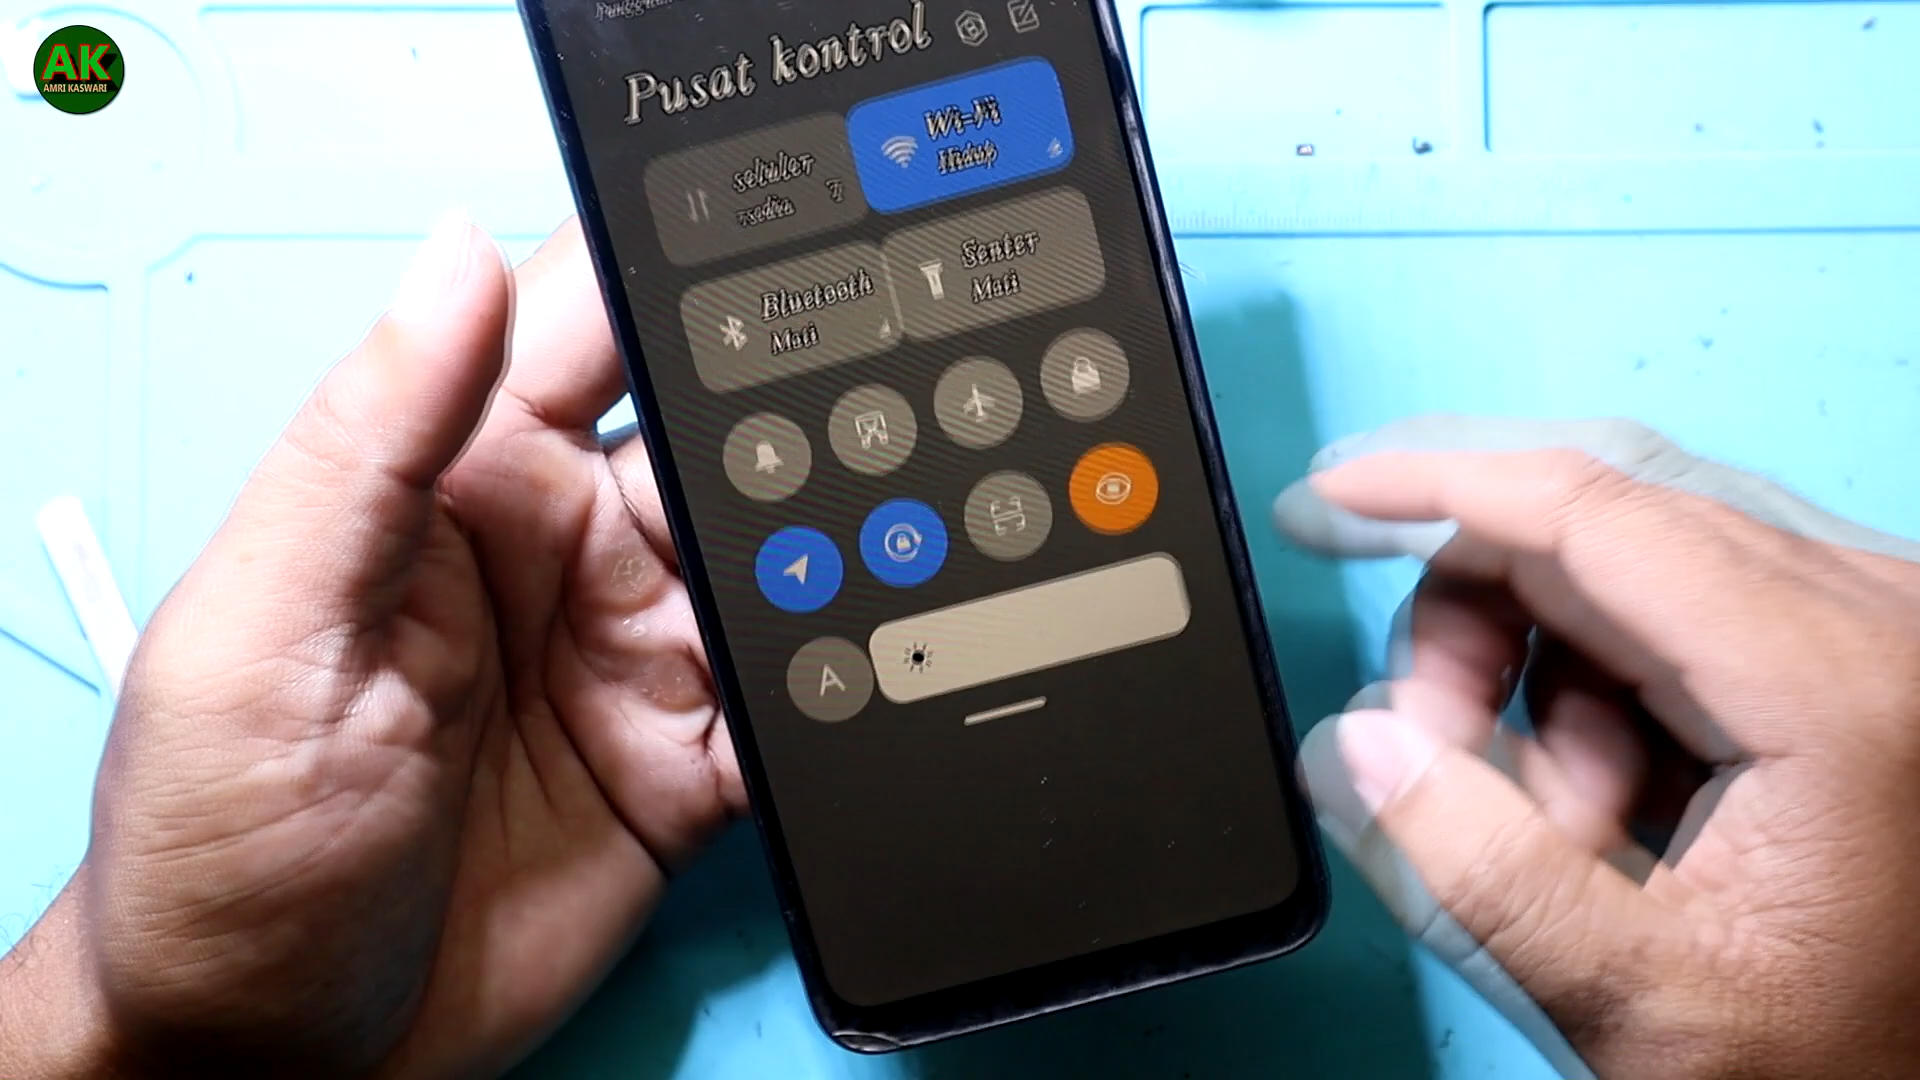 AK
AMRI KASWARI
Pusat kontrol
seluler
Wi-Fi
Hidup
Bluetooth
Mati
Senter
Mati
A